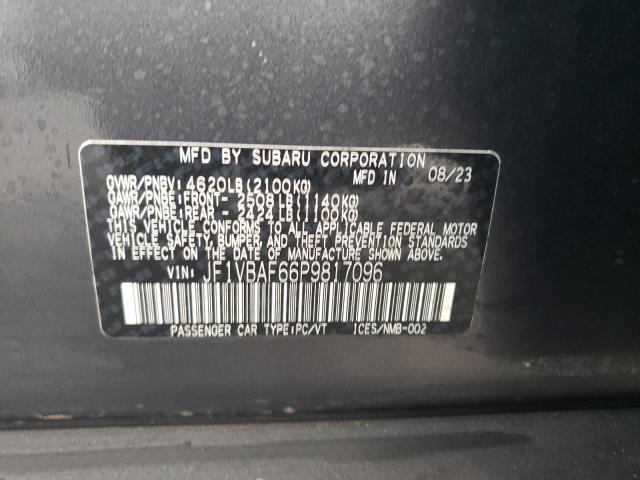 MFD BY SUBARU CORPORATION
MFD IN 08/23
GVWR/PNBV: 4620LB(2100KG)
GAWR/PNBE:FRONT- 2508LB(1140KG)
GAWR/PNBE:REAR - 2424LB(1100KG)
THIS VEHICLE CONFORMS TO ALL APPLICABLE FEDERAL MOTOR
VEHICLE SAFETY, BUMPER, AND THEFT PREVENTION STANDARDS
IN EFFECT ON THE DATE OF MANUFACTURE SHOWN ABOVE.
VIN: JF1VBAF66P9817096
PASSENGER CAR TYPE:PC/VT ICES/NMB-002